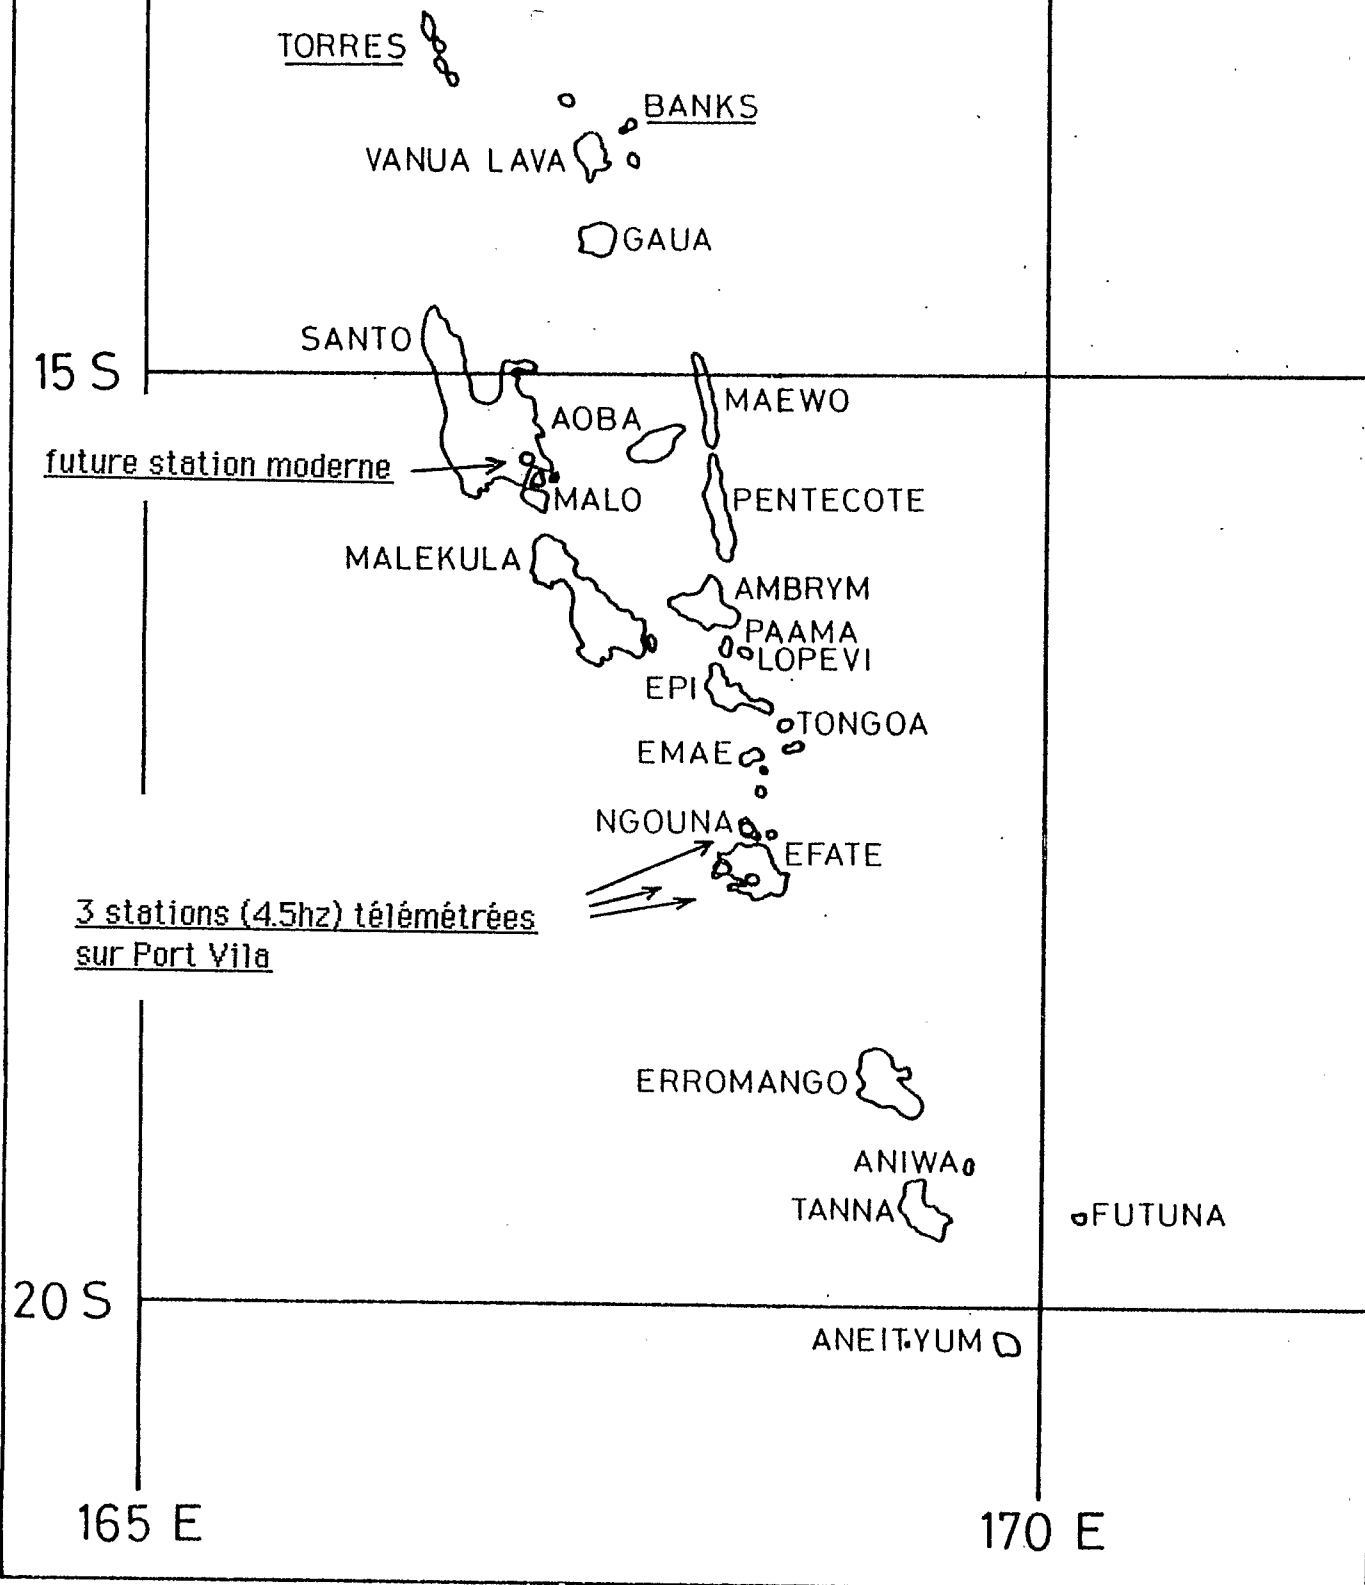 TORRES
BANKS
VANUA LAVA
GAUA
SANTO
15 S
MAEWO
AOBA
future station moderne
MALO
PENTECOTE
MALEKULA
AMBRYM
PAAMA
LOPEVI
EPI
TONGOA
EMAE
NGOUNA
EFATE
3 stations (4.5hz) télémétrées
sur Port Vila
ERROMANGO
ANIWA
TANNA
FUTUNA
20 S
ANEITYUM
165 E
170 E